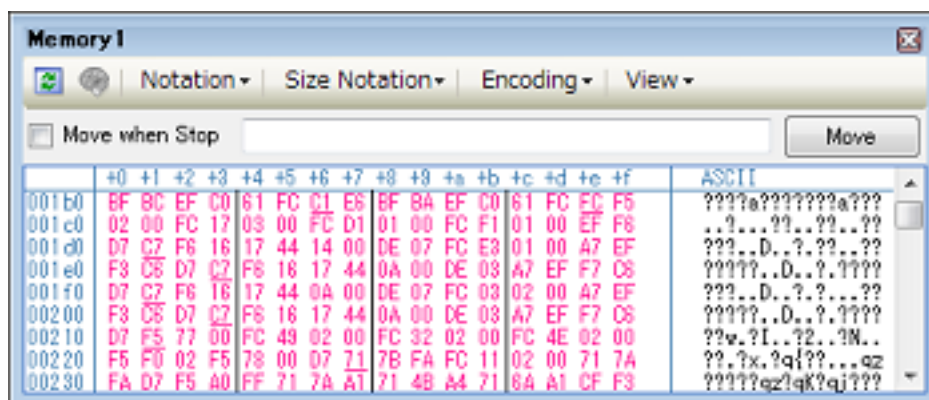 Memory1
Notation Size Notation Encoding View
Move when Stop Move
+0 +1 +2 +3 +4 +5 +6 +7 +8 +9 +a +b +c +d +e +f ASCII
001b0 BF BC EF C0 61 FC C1 E6 BF BA EF C0 61 FC FC F5 ????a???????a???
001c0 02 00 FC 17 03 00 FC D1 01 00 FC F1 01 00 EF F6 ..?...??..??..??
001d0 D7 C7 F6 16 17 44 14 00 DE 07 FC E3 01 00 A7 EF ???..D..?.??..??
001e0 F3 C6 D7 C7 F6 16 17 44 0A 00 DE 03 A7 EF F7 C6 ?????..D..?.????
001f0 D7 C7 F6 16 17 44 0A 00 DE 07 FC 03 02 00 A7 EF ???..D..?.?...??
00200 F3 C6 D7 C7 F6 16 17 44 0A 00 DE 03 A7 EF F7 C6 ?????..D..?.????
00210 D7 F5 77 00 FC 49 02 00 FC 32 02 00 FC 4E 02 00 ??w.?I..?2..?N..
00220 F5 F0 02 F5 78 00 D7 71 7B FA FC 11 02 00 71 7A ??.?x.?q{??...qz
00230 FA D7 F5 A0 FF 71 7A A1 71 4B A4 71 6A A1 CF F3 ?????qz?qK?qj???